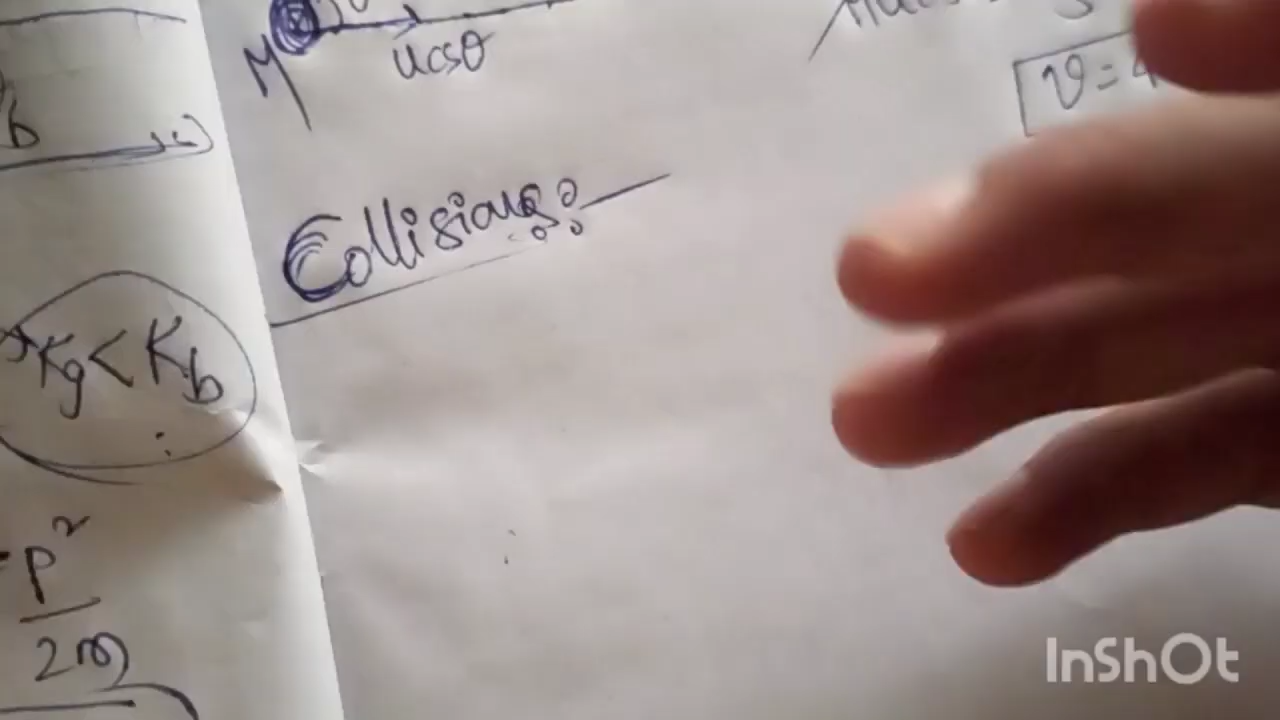 M
ucsθ
b
v=4
Collisions:
Kg<Kb
P²
2m
InShOt